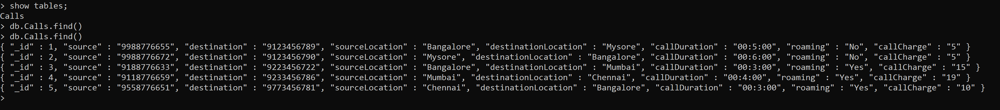 > show tables;
Calls
> db.Calls.find()
> db.Calls.find()
{ "_id" : 1, "source" : "9988776655", "destination" : "9123456789", "sourceLocation" : "Bangalore", "destinationLocation" : "Mysore", "callDuration" : "00:5:00", "roaming" : "No", "callCharge" : "5" }
{ "_id" : 2, "source" : "9988776672", "destination" : "9123456790", "sourceLocation" : "Mysore", "destinationLocation" : "Bangalore", "callDuration" : "00:6:00", "roaming" : "No", "callCharge" : "5" }
{ "_id" : 3, "source" : "9188776633", "destination" : "9223456722", "sourceLocation" : "Bangalore", "destinationLocation" : "Mumbai", "callDuration" : "00:3:00", "roaming" : "Yes", "callCharge" : "15" }
{ "_id" : 4, "source" : "9118776659", "destination" : "9233456786", "sourceLocation" : "Mumbai", "destinationLocation" : "Chennai", "callDuration" : "00:4:00", "roaming" : "Yes", "callCharge" : "19" }
{ "_id" : 5, "source" : "9558776651", "destination" : "9773456781", "sourceLocation" : "Chennai", "destinationLocation" : "Bangalore", "callDuration" : "00:3:00", "roaming" : "Yes", "callCharge" : "10" }
>